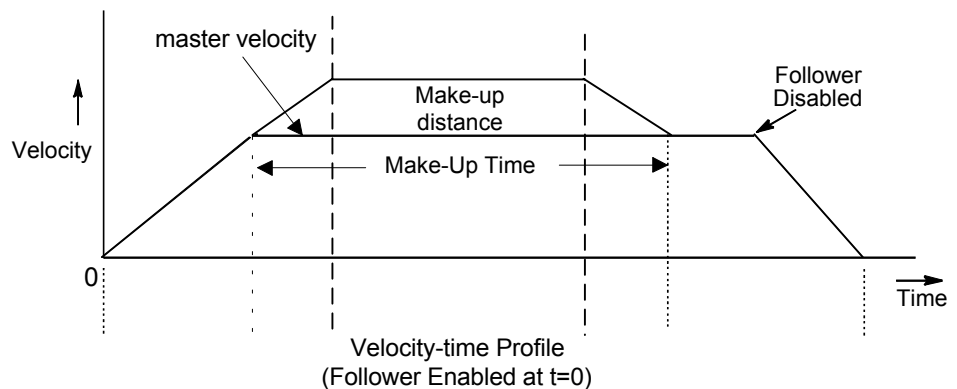 master velocity
Follower
Disabled
Make-up
distance
Velocity
Make-Up Time
0
Time
Velocity-time Profile
(Follower Enabled at t=0)